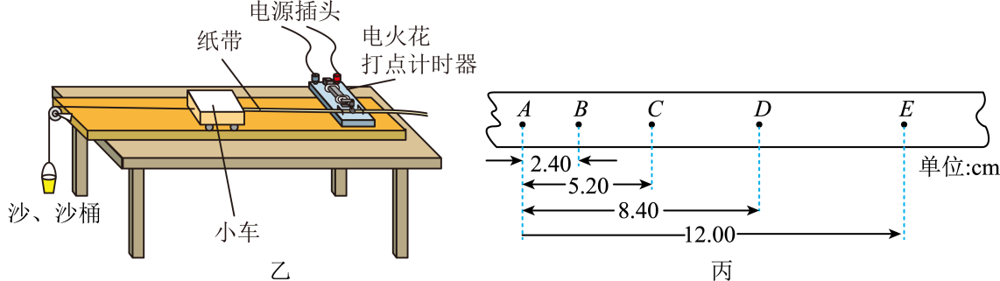 电源插头
纸带
电火花
打点计时器
沙、沙桶
小车
乙
A B C D E
2.40
5.20
8.40
12.00
单位:cm
丙